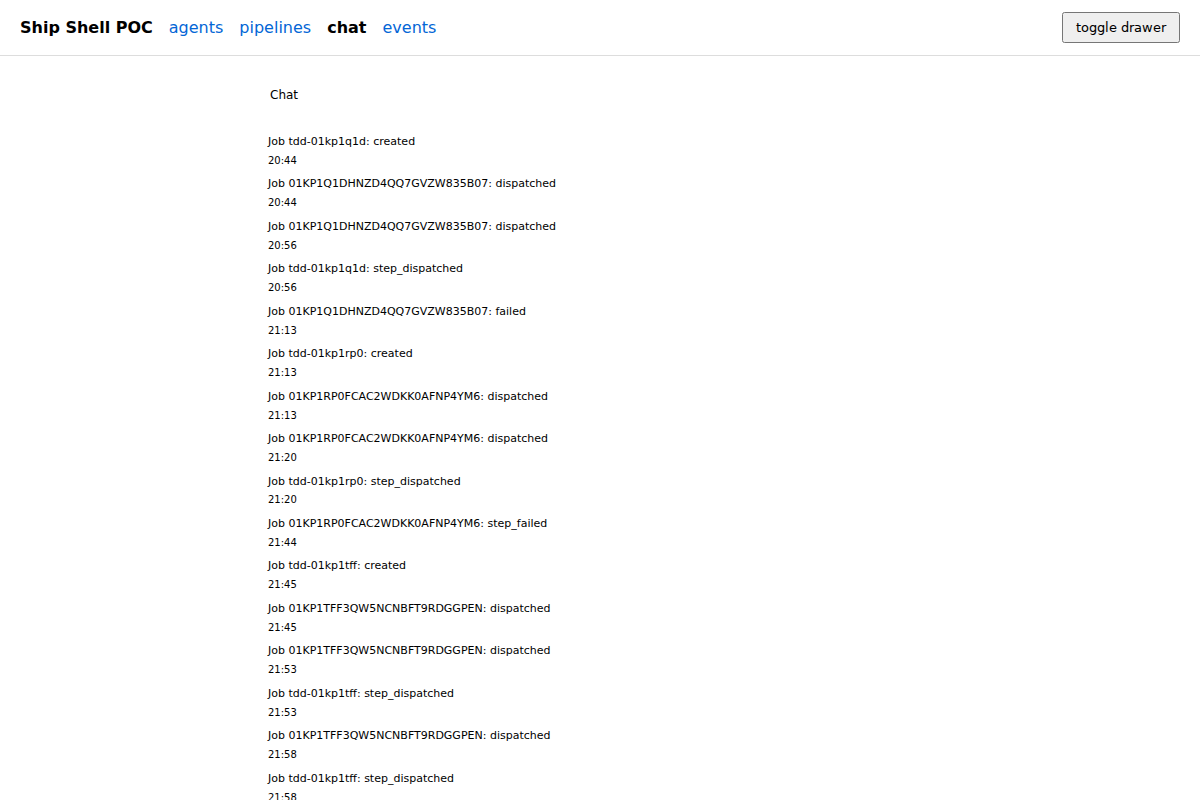 Ship Shell POC agents pipelines chat events toggle drawer
Chat
Job tdd-01kp1q1d: created
20:44
Job 01KP1Q1DHNZD4QQ7GVZW835B07: dispatched
20:44
Job 01KP1Q1DHNZD4QQ7GVZW835B07: dispatched
20:56
Job tdd-01kp1q1d: step_dispatched
20:56
Job 01KP1Q1DHNZD4QQ7GVZW835B07: failed
21:13
Job tdd-01kp1rp0: created
21:13
Job 01KP1RP0FCAC2WDKK0AFNP4YM6: dispatched
21:13
Job 01KP1RP0FCAC2WDKK0AFNP4YM6: dispatched
21:20
Job tdd-01kp1rp0: step_dispatched
21:20
Job 01KP1RP0FCAC2WDKK0AFNP4YM6: step_failed
21:44
Job tdd-01kp1tff: created
21:45
Job 01KP1TFF3QW5NCNBFT9RDGGPEN: dispatched
21:45
Job 01KP1TFF3QW5NCNBFT9RDGGPEN: dispatched
21:53
Job tdd-01kp1tff: step_dispatched
21:53
Job 01KP1TFF3QW5NCNBFT9RDGGPEN: dispatched
21:58
Job tdd-01kp1tff: step_dispatched
21:58